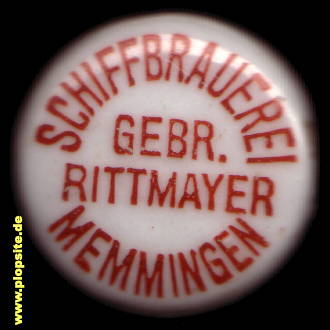 SCHIFFBRAUEREI
GEBR.
RITTMAYER
MEMMINGEN
www.plopsite.de